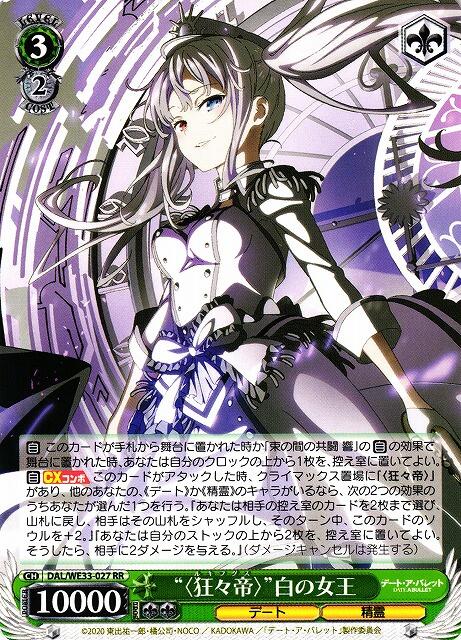 LEVEL
3
2
COST
【自】 このカードが手札から舞台に置かれた時か「束の間の共闘 響」の【自】の効果で
舞台に置かれた時、あなたは自分のクロックの上から1枚を、控え室に置いてよい。
【自】 CXコンボ このカードがアタックした時、クライマックス置場に「〈狂々帝〉」
があり、他のあなたの、《デート》か《精霊》のキャラがいるなら、次の2つの効果の
うちあなたが選んだ1つを行う。『あなたは相手の控え室のカードを2枚まで選び、
山札に戻し、相手はその山札をシャッフルし、そのターン中、このカードのソ
ウルを+2。』『あなたは自分のストックの上から2枚を、控え室に置いてよい。
そうしたら、相手に2ダメージを与える。』(ダメージキャンセルは発生する)
CH DAL/WE33-027 RR
POWER
10000
ルキフグス
“〈狂々帝〉”白の女王
デート・ア・バレット
DATE A BULLET
デート
精霊
©2020 東出祐一郎・橘公司・NOCO / KADOKAWA /「デート・ア・バレット」製作委員会